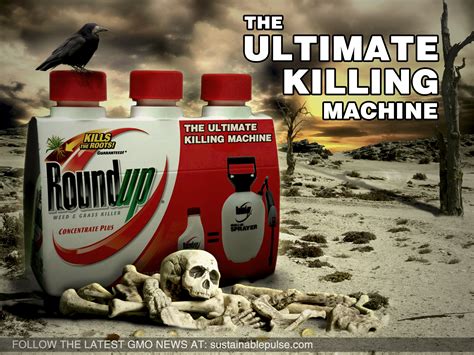 THE
ULTIMATE
KILLING
MACHINE
KILLS
THE ROOTS!
GUARANTEED
Roundup
WEED & GRASS KILLER
CONCENTRATE PLUS
THE ULTIMATE
KILLING MACHINE
SPRAYER
FOLLOW THE LATEST GMO NEWS AT: sustainablepulse.com